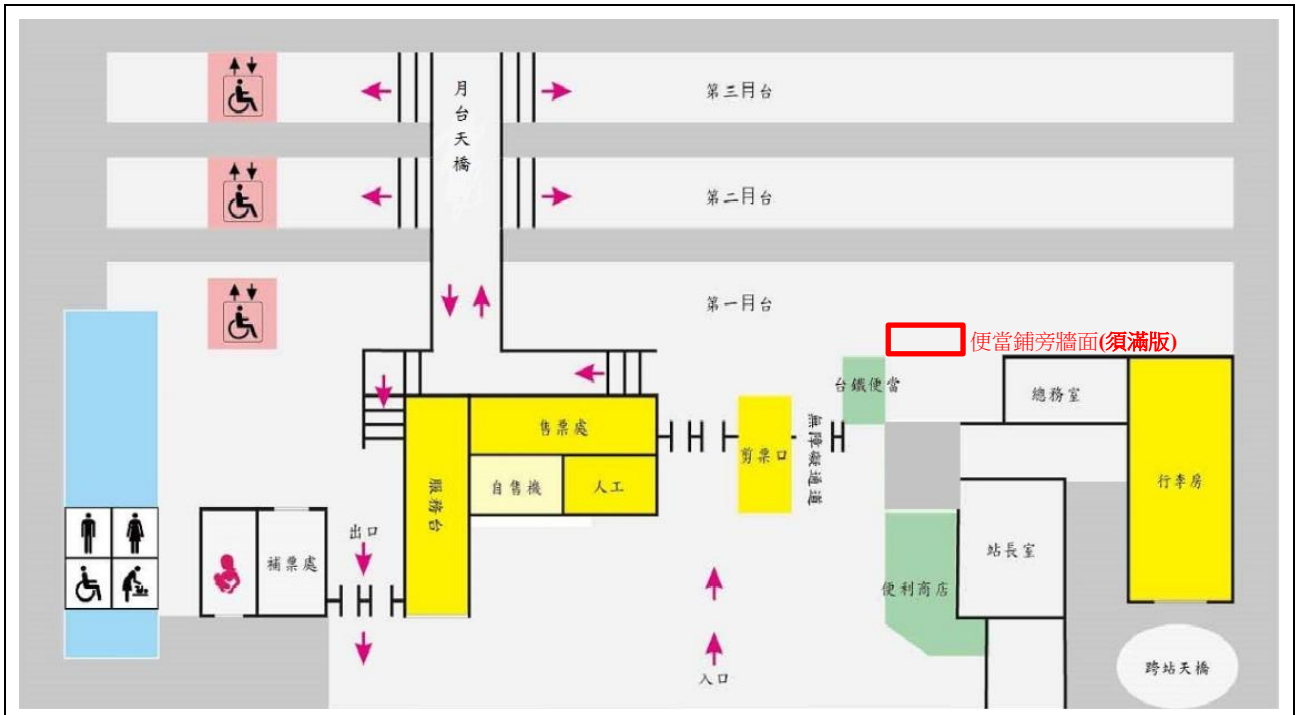 月台天橋
第三月台
第二月台
第一月台
便當鋪旁牆面(須滿版)
台鐵便當
總務室
售票處
剪票口
無障礙通道
自售機
人工
服務台
行李房
出口
補票處
站長室
便利商店
入口
跨站天橋